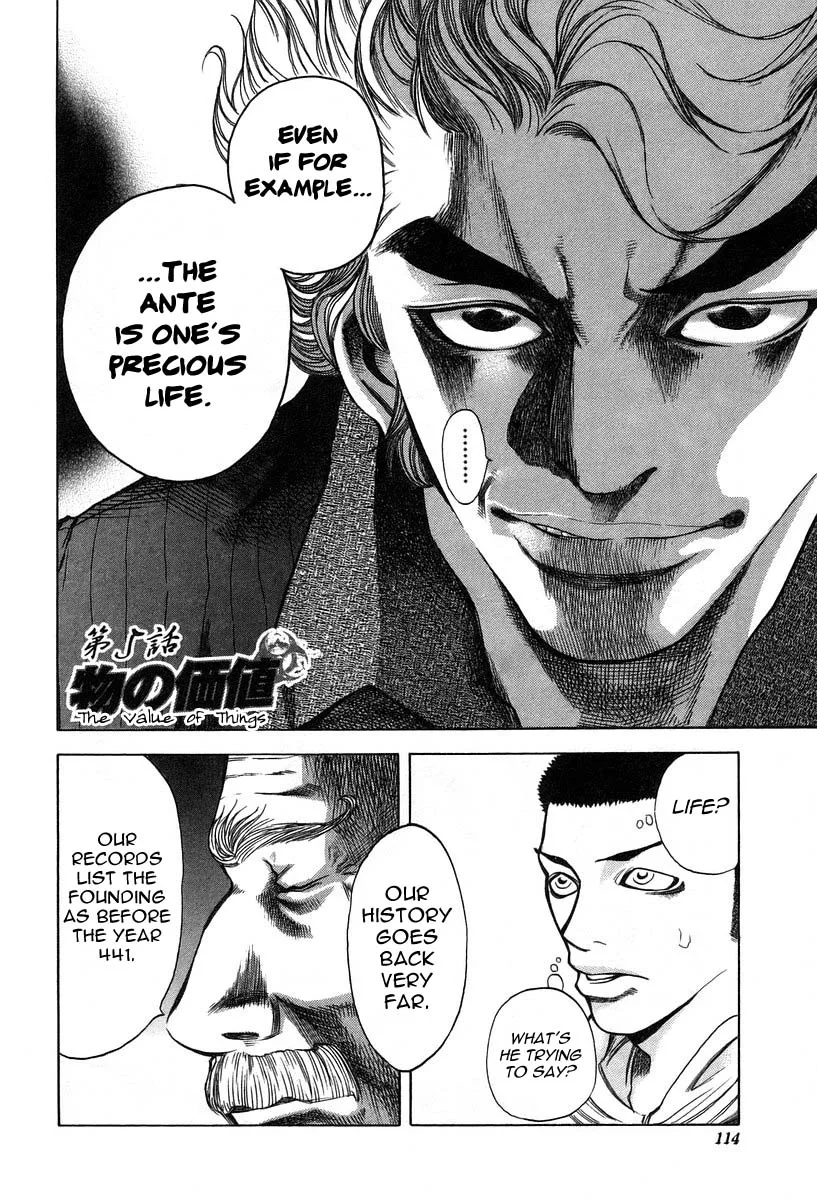 EVEN
IF FOR
EXAMPLE...
...THE
ANTE
IS ONE'S
PRECIOUS
LIFE.
.........
第5話
物の価値
The Value of Things
LIFE?
WHAT'S
HE TRYING
TO SAY?
OUR
HISTORY
GOES
BACK
VERY
FAR.
OUR
RECORDS
LIST THE
FOUNDING
AS BEFORE
THE YEAR
441.
114